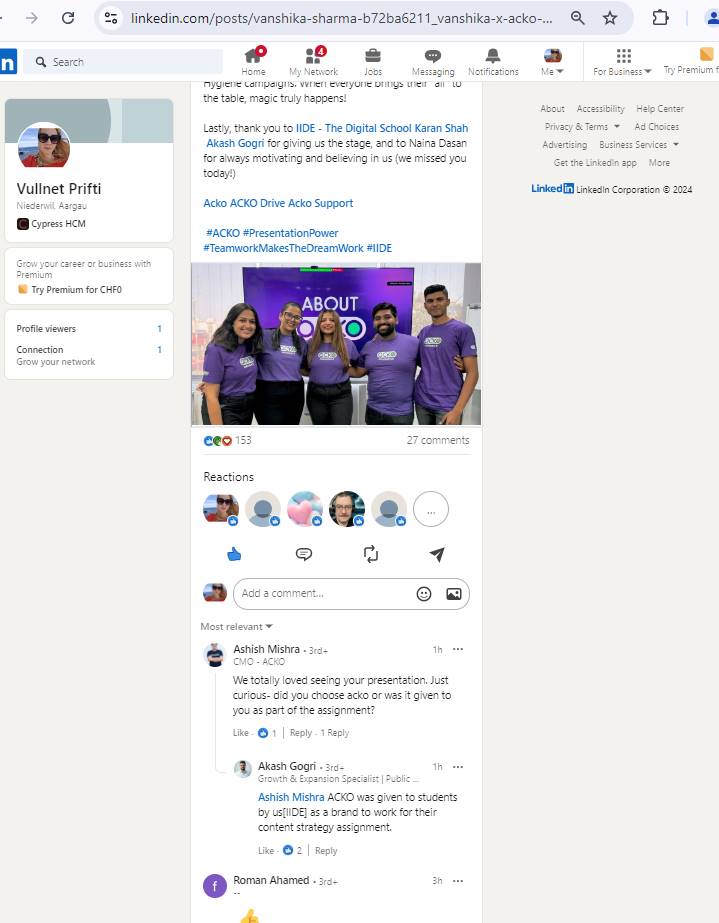 linkedin.com/posts/vanshika-sharma-b72ba6211_vanshika-x-acko-...
in
Search
Home
4
My Network
Jobs
Messaging
Notifications
Me
For Business
Try Premium f
Vullnet Prifti
Niederwil, Aargau
Cypress HCM
Grow your career or business with
Premium
Try Premium for CHF0
Profile viewers 1
Connection 1
Grow your network
Hygiene campaigns. When everyone brings their "all" to
the table, magic truly happens!
Lastly, thank you to IIDE - The Digital School Karan Shah
Akash Gogri for giving us the stage, and to Naina Dasan
for always motivating and believing in us (we missed you
today!)
Acko ACKO Drive Acko Support
#ACKO #PresentationPower
#TeamworkMakesTheDreamWork #IIDE
ABOUT
acko
acko
acko
acko
153
27 comments
Reactions
...
Add a comment...
Most relevant
Ashish Mishra • 3rd+ 1h
CMO - ACKO
We totally loved seeing your presentation. Just
curious- did you choose acko or was it given to
you as part of the assignment?
Like · 1 | Reply · 1 Reply
Akash Gogri • 3rd+ 1h
Growth & Expansion Specialist | Public ...
Ashish Mishra ACKO was given to students
by us[IIDE] as a brand to work for their
content strategy assignment.
Like · 2 | Reply
f
Roman Ahamed • 3rd+ 3h
--
About Accessibility Help Center
Privacy & Terms Ad Choices
Advertising Business Services
Get the LinkedIn app More
Linkedin LinkedIn Corporation © 2024